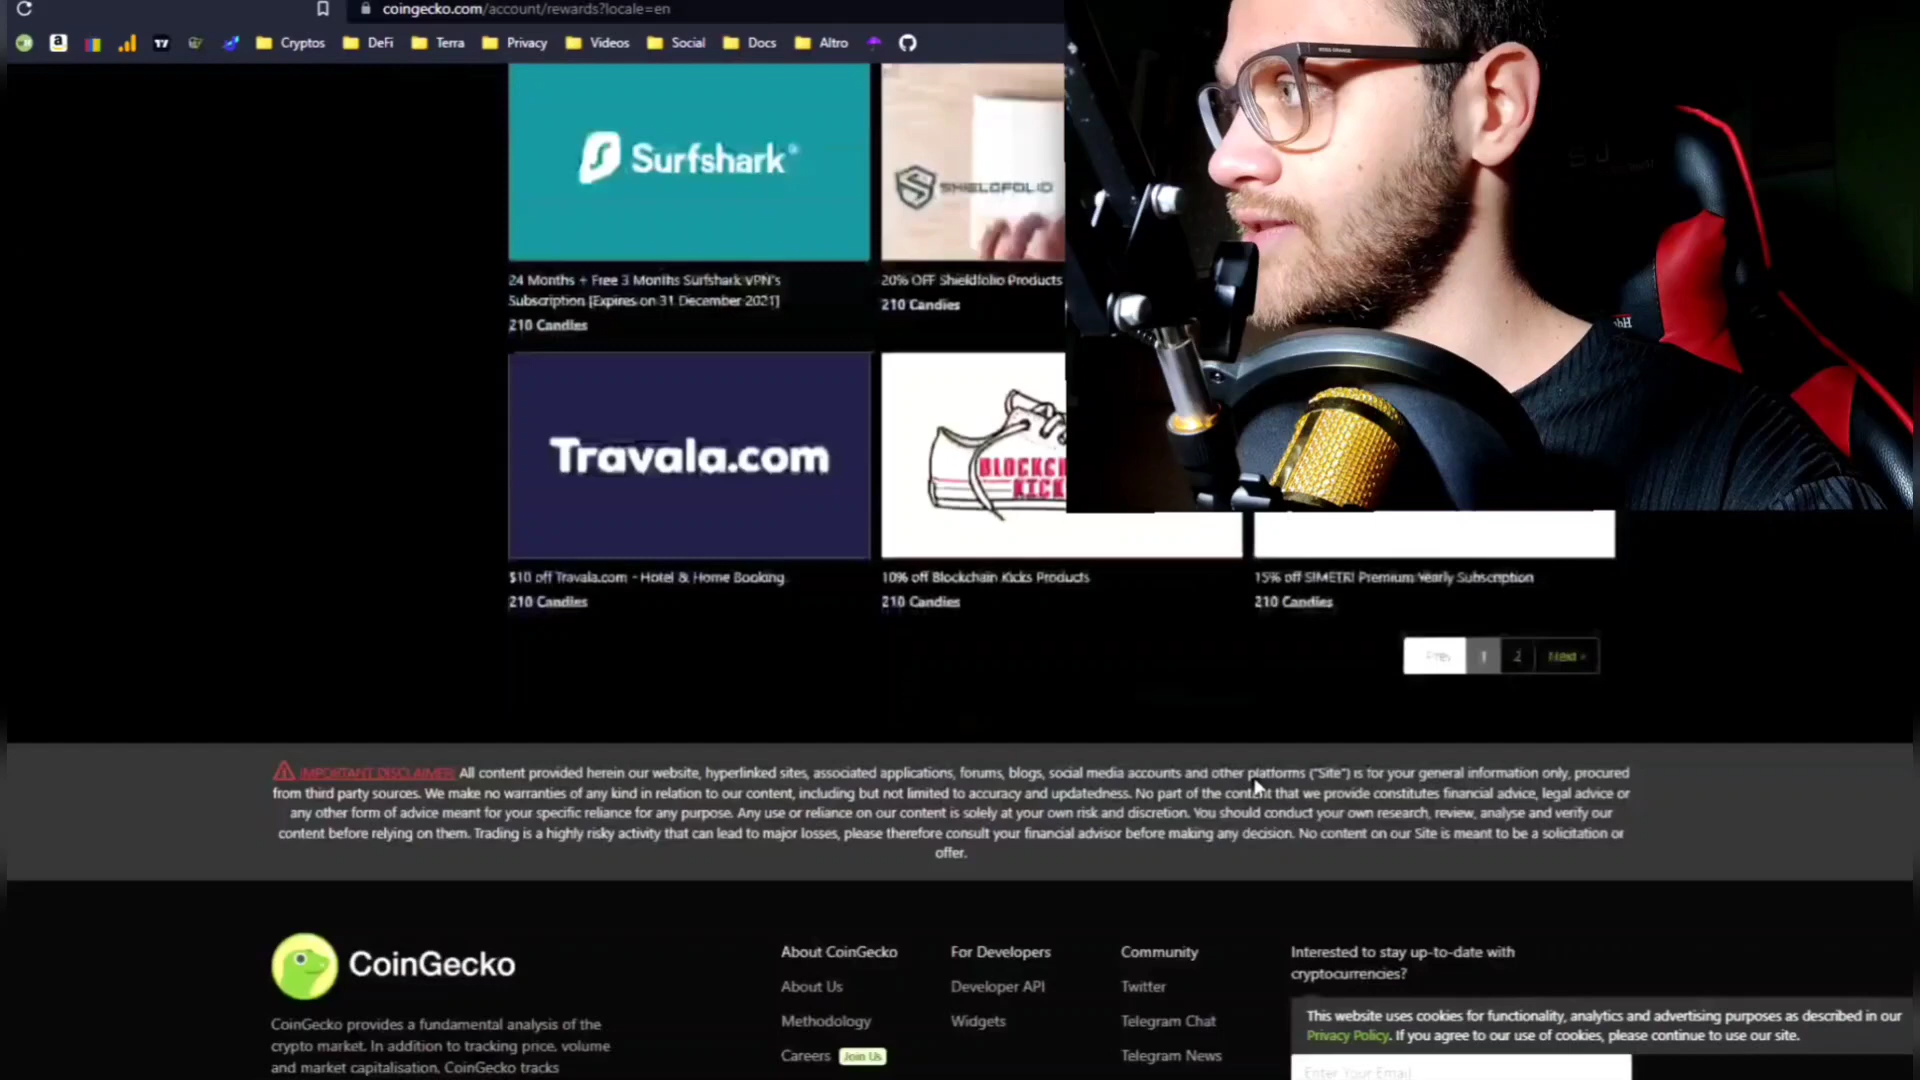 coingecko.com/account/rewards?locale=en
Cryptos DeFi Terra Privacy Videos Social Docs Altro
Surfshark®
SHIELDFOLIO
24 Months + Free 3 Months Surfshark VPN's
Subscription [Expires on 31 December 2021]
210 Candies
20% OFF Shieldfolio Products
210 Candies
Travala.com
BLOCKCH
KICK
$10 off Travala.com - Hotel & Home Booking
210 Candies
10% off Blockchain Kicks Products
210 Candies
15% off SIMETRI Premium Yearly Subscription
210 Candies
Prev 1 2 Next »
IMPORTANT DISCLAIMER: All content provided herein our website, hyperlinked sites, associated applications, forums, blogs, social media accounts and other platforms ("Site") is for your general information only, procured
from third party sources. We make no warranties of any kind in relation to our content, including but not limited to accuracy and updatedness. No part of the content that we provide constitutes financial advice, legal advice or
any other form of advice meant for your specific reliance for any purpose. Any use or reliance on our content is solely at your own risk and discretion. You should conduct your own research, review, analyse and verify our
content before relying on them. Trading is a highly risky activity that can lead to major losses, please therefore consult your financial advisor before making any decision. No content on our Site is meant to be a solicitation or
offer.
CoinGecko
CoinGecko provides a fundamental analysis of the
crypto market. In addition to tracking price, volume
and market capitalisation, CoinGecko tracks
About CoinGecko
About Us
Methodology
Careers Join Us
For Developers
Developer API
Widgets
Community
Twitter
Telegram Chat
Telegram News
Interested to stay up-to-date with
cryptocurrencies?
This website uses cookies for functionality, analytics and advertising purposes as described in our
Privacy Policy. If you agree to our use of cookies, please continue to use our site.
Enter Your Email